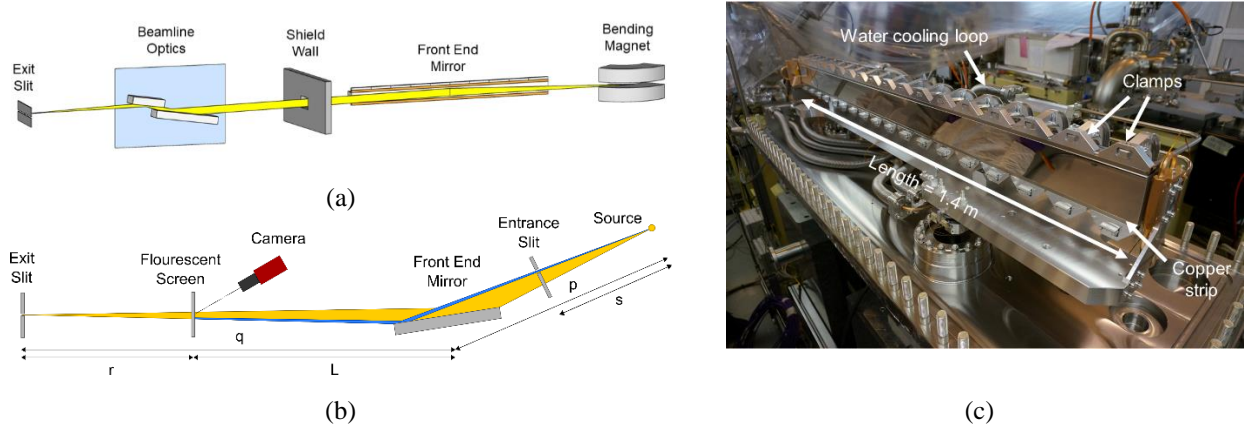 Beamline
Optics
Shield
Wall
Front End
Mirror
Bending
Magnet
Exit
Slit
(a)
Source
Entrance
Slit
Camera
Front End
Mirror
Exit
Slit
Flourescent
Screen
p
s
q
r
L
(b)
Water cooling loop
Clamps
Length = 1.4 m
Copper
strip
(c)